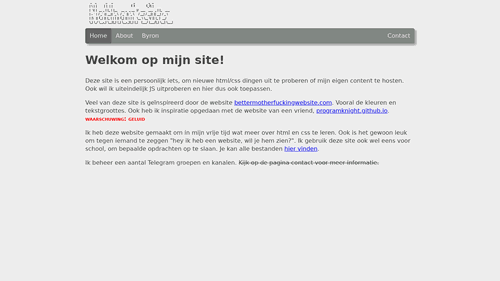 Home About Byron Contact
Welkom op mijn site!
Deze site is een persoonlijk iets, om nieuwe html/css dingen uit te proberen of mijn eigen content te hosten.
Ook wil ik uiteindelijk JS uitproberen en hier dus ook toepassen.
Veel van deze site is geïnspireerd door de website bettermotherfuckingwebsite.com. Vooral de kleuren en
tekstgroottes. Ook heb ik inspiratie opgedaan met de website van een vriend, programknight.github.io.
WAARSCHUWING: GELUID
Ik heb deze website gemaakt om in mijn vrije tijd wat meer over html en css te leren. Ook is het gewoon leuk
om tegen iemand te zeggen "hey ik heb een website, wil je hem zien?". Ik gebruik deze site ook wel eens voor
school, om bepaalde opdrachten op te slaan. Je kan alle bestanden hier vinden.
Ik beheer een aantal Telegram groepen en kanalen. Kijk op de pagina contact voor meer informatie.